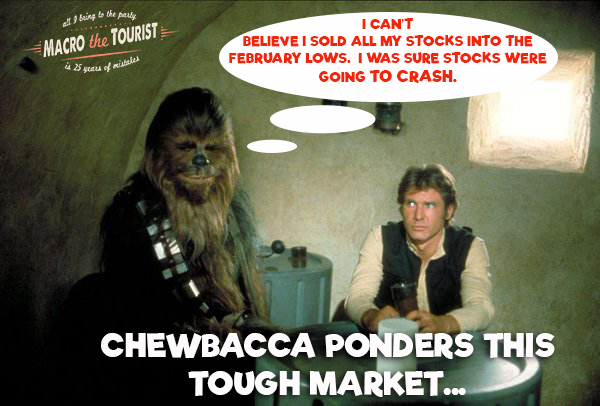 all I bring to the party
MACRO the TOURIST
is 25 years of mistakes
I CAN'T
BELIEVE I SOLD ALL MY STOCKS INTO THE
FEBRUARY LOWS. I WAS SURE STOCKS WERE
GOING TO CRASH.
CHEWBACCA PONDERS THIS
TOUGH MARKET...